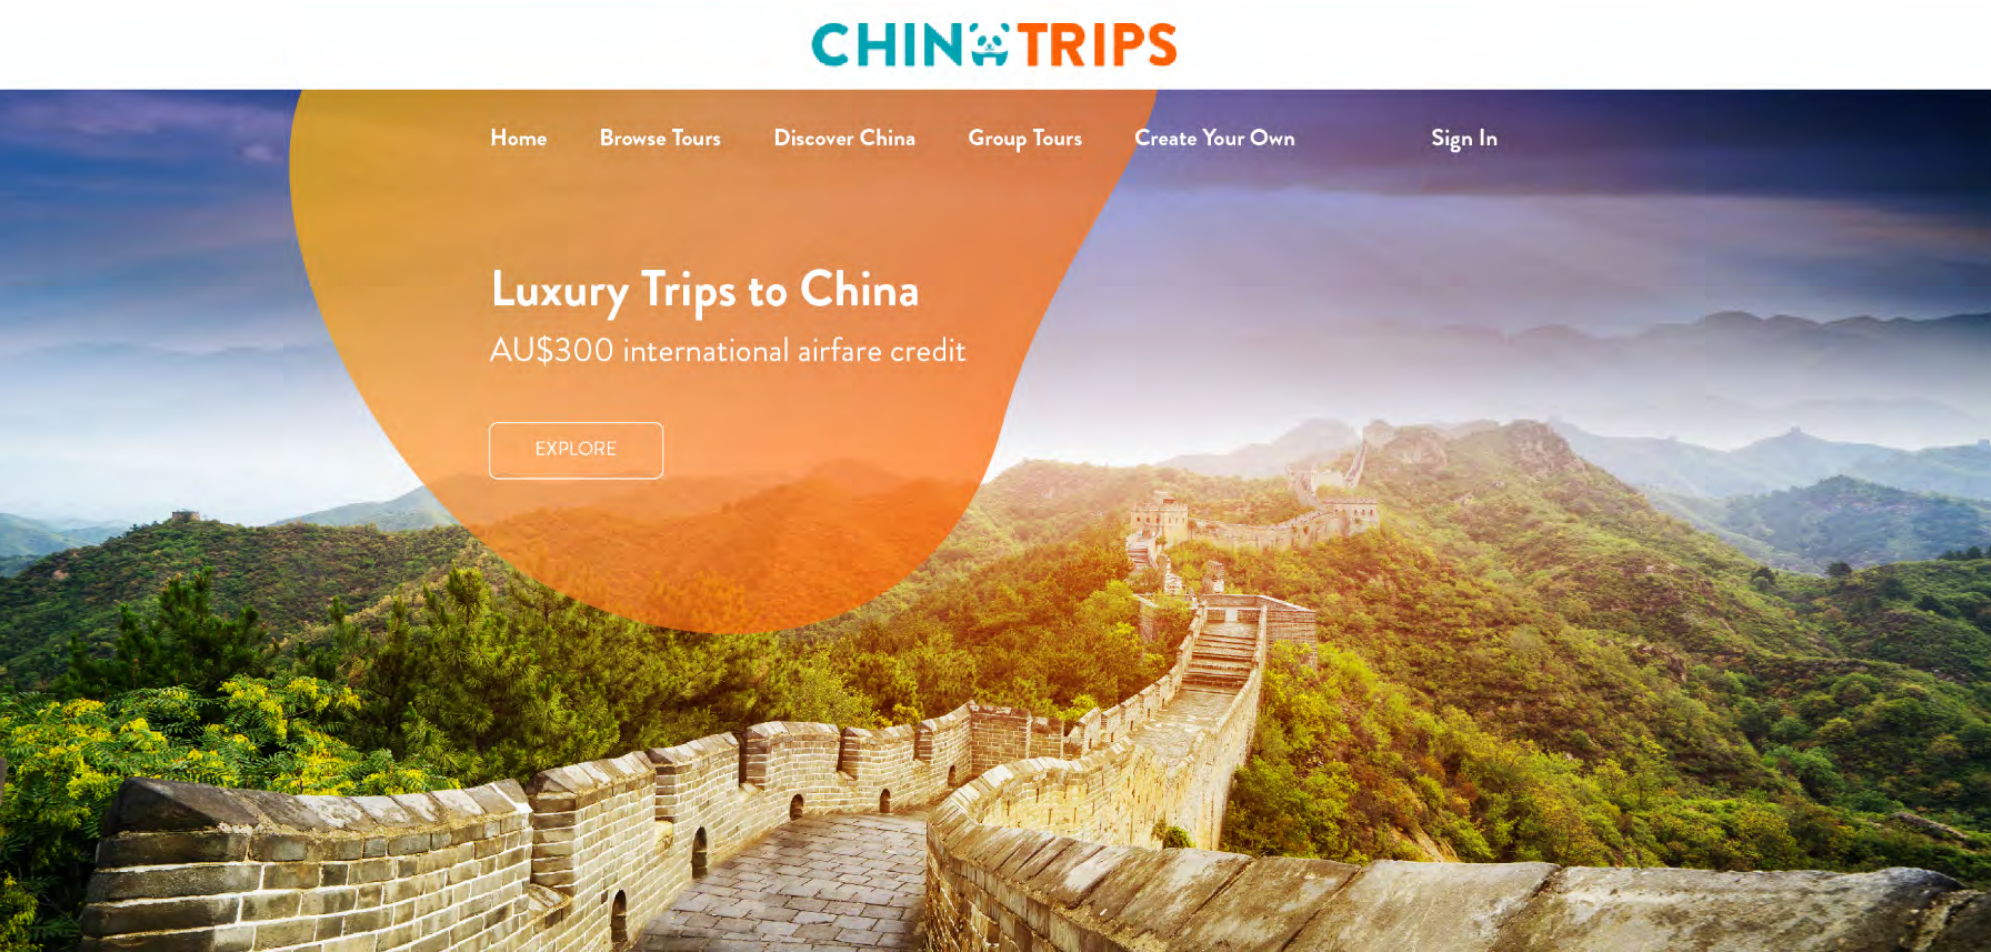 CHINA TRIPS
Home Browse Tours Discover China Group Tours Create Your Own Sign In
Luxury Trips to China
AU$300 international airfare credit
EXPLORE